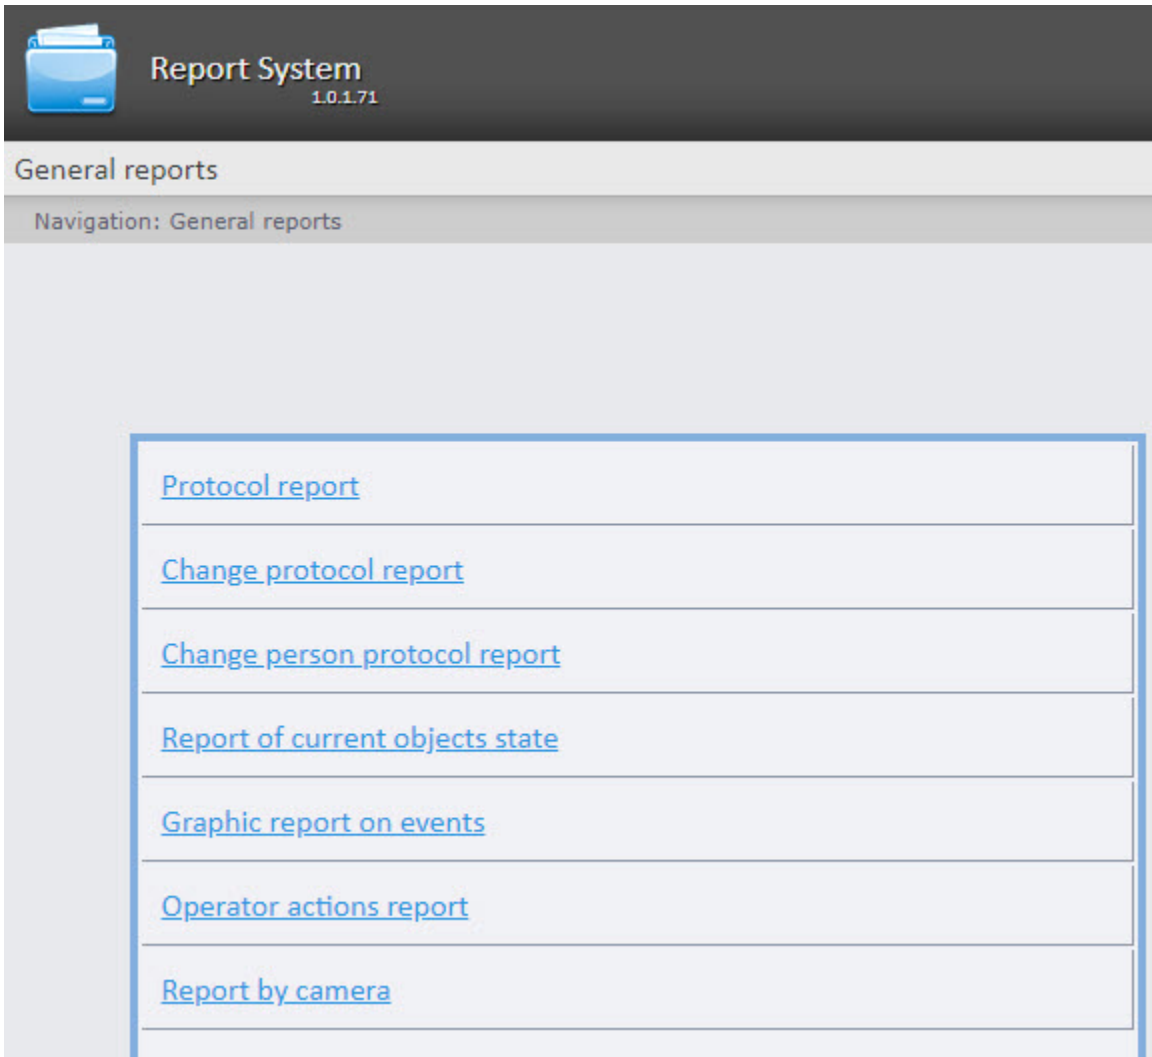 Report System
1.0.1.71
General reports
Navigation: General reports
Protocol report
Change protocol report
Change person protocol report
Report of current objects state
Graphic report on events
Operator actions report
Report by camera